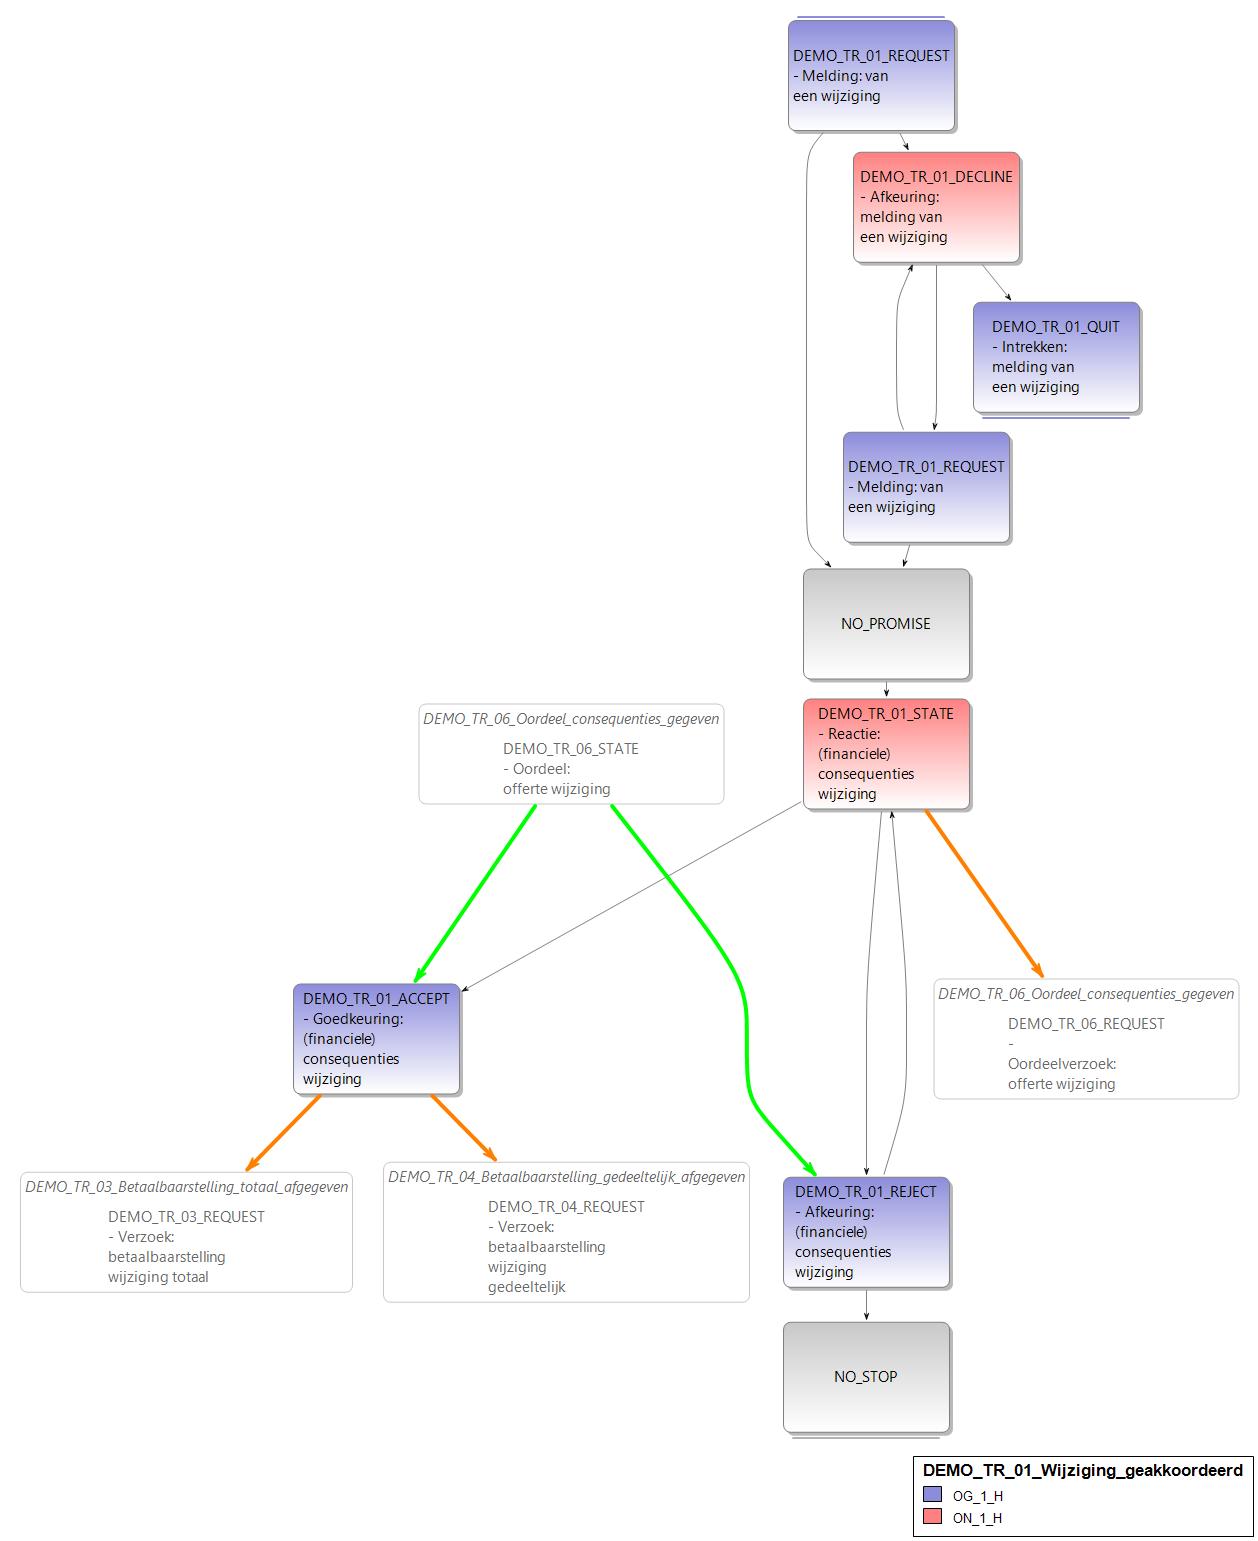 DEMO_TR_01_REQUEST
- Melding: van
een wijziging
DEMO_TR_01_DECLINE
- Afkeuring:
melding van
een wijziging
DEMO_TR_01_QUIT
- Intrekken:
melding van
een wijziging
DEMO_TR_01_REQUEST
- Melding: van
een wijziging
NO_PROMISE
DEMO_TR_06_Oordeel_consequenties_gegeven
DEMO_TR_06_STATE
- Oordeel:
offerte wijziging
DEMO_TR_01_STATE
- Reactie:
(financiele)
consequenties
wijziging
DEMO_TR_01_ACCEPT
- Goedkeuring:
(financiele)
consequenties
wijziging
DEMO_TR_06_Oordeel_consequenties_gegeven
DEMO_TR_06_REQUEST
-
Oordeelverzoek:
offerte wijziging
DEMO_TR_03_Betaalbaarstelling_totaal_afgegeven
DEMO_TR_03_REQUEST
- Verzoek:
betaalbaarstelling
wijziging totaal
DEMO_TR_04_Betaalbaarstelling_gedeeltelijk_afgegeven
DEMO_TR_04_REQUEST
- Verzoek:
betaalbaarstelling
wijziging
gedeeltelijk
DEMO_TR_01_REJECT
- Afkeuring:
(financiele)
consequenties
wijziging
NO_STOP
DEMO_TR_01_Wijziging_geakkoordeerd
OG_1_H
ON_1_H